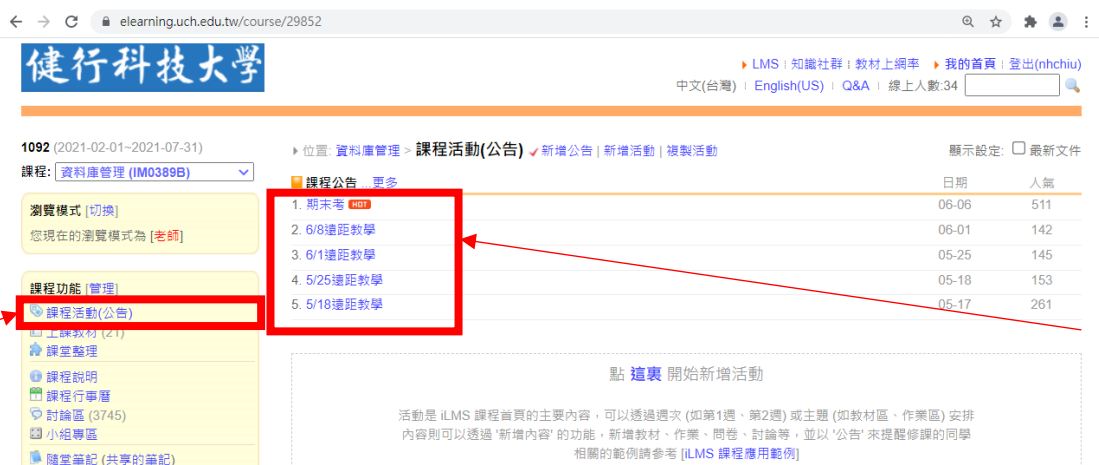 elearning.uch.edu.tw/course/29852
健行科技大學
LMS 知識社群 教材上網率 我的首頁 登出(nhchiu)
中文(台灣) English(US) Q&A 線上人數:34
1092 (2021-02-01~2021-07-31)
課程: 資料庫管理 (IM0389B)
瀏覽模式 [切換]
您現在的瀏覽模式為 [老師]
課程功能 [管理]
課程活動(公告)
上課教材 (21)
課堂整理
課程說明
課程行事曆
討論區 (3745)
小組專區
隨堂筆記 (共享的筆記)
位置: 資料庫管理 > 課程活動(公告) 新增公告 | 新增活動 | 複製活動 顯示設定: 最新文件
課程公告 ...更多 日期 人氣
1. 期末考 HOT 06-06 511
2. 6/8遠距教學 06-01 142
3. 6/1遠距教學 05-25 145
4. 5/25遠距教學 05-18 153
5. 5/18遠距教學 05-17 261
點 這裏 開始新增活動
活動是 iLMS 課程首頁的主要內容，可以透過週次 (如第1週、第2週) 或主題 (如教材區、作業區) 安排
內容則可以透過 '新增內容' 的功能，新增教材、作業、問卷、討論等，並以 '公告' 來提醒修課的同學
相關的範例請參考 [iLMS 課程應用範例]